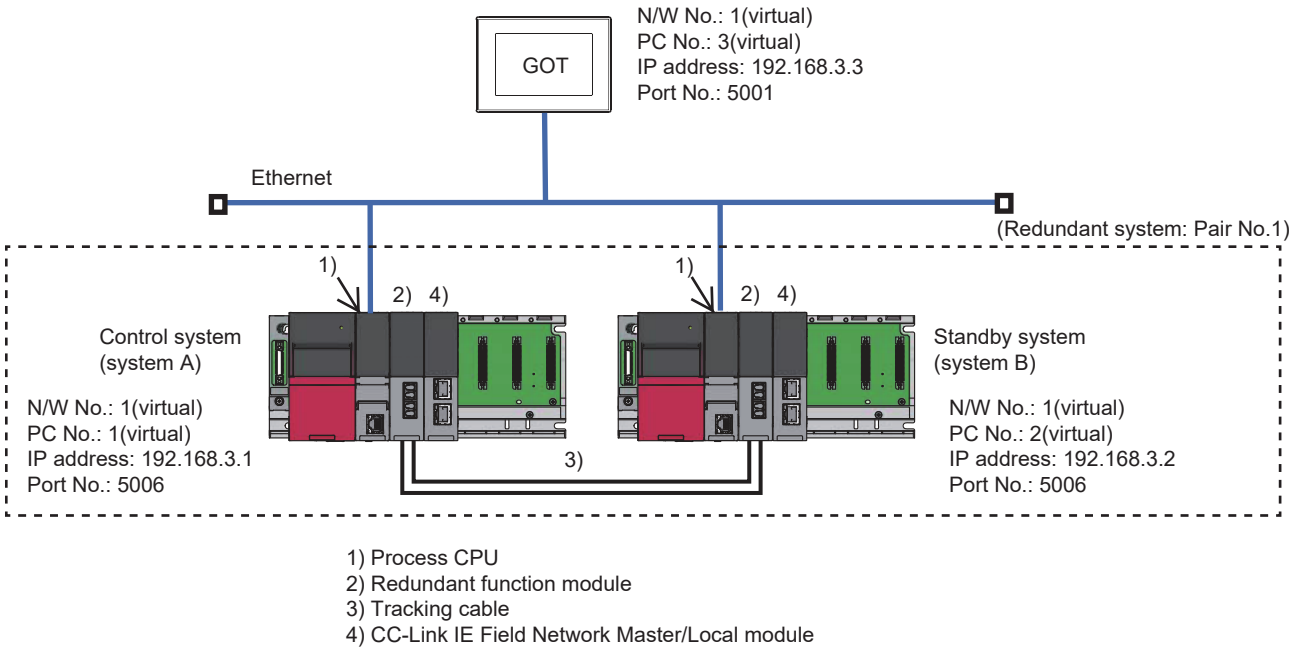 N/W No.: 1(virtual)
PC No.: 3(virtual)
IP address: 192.168.3.3
Port No.: 5001
GOT
Ethernet
(Redundant system: Pair No.1)
1)
2)
4)
1)
2)
4)
Control system
(system A)
Standby system
(system B)
N/W No.: 1(virtual)
PC No.: 1(virtual)
IP address: 192.168.3.1
Port No.: 5006
3)
N/W No.: 1(virtual)
PC No.: 2(virtual)
IP address: 192.168.3.2
Port No.: 5006
1) Process CPU
2) Redundant function module
3) Tracking cable
4) CC-Link IE Field Network Master/Local module